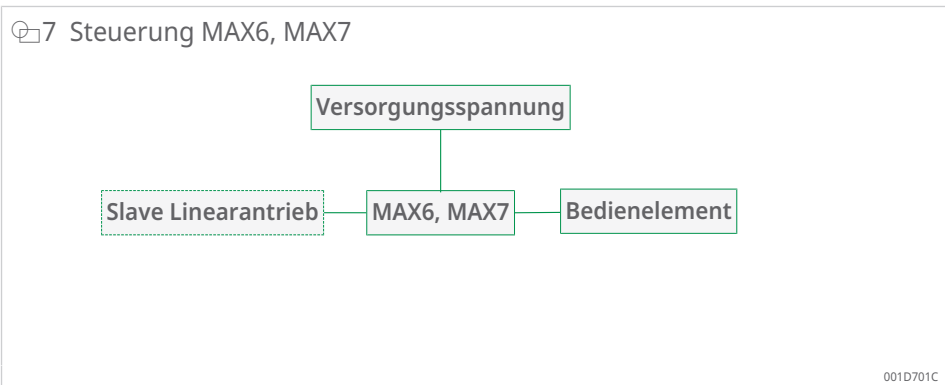 7 Steuerung MAX6, MAX7
Versorgungsspannung
Slave Linearantrieb
MAX6, MAX7
Bedienelement
001D701C